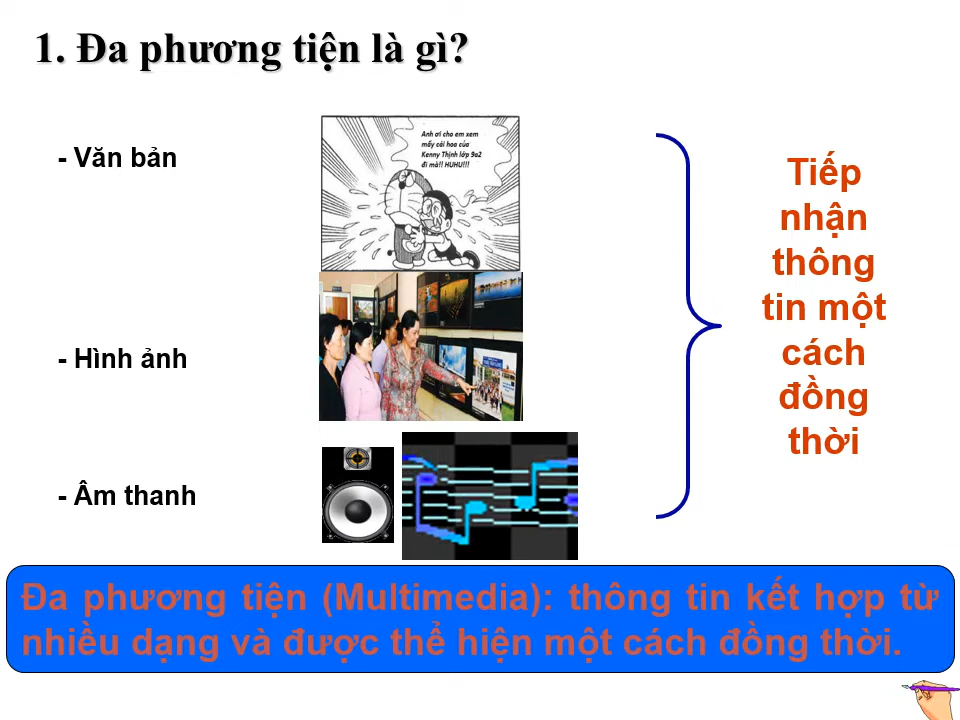 1. Đa phương tiện là gì?
- Văn bản
Anh ơi cho em xem
mấy cái hoa của
Kenny Thịnh lớp 9a2
đi mà!! HUHU!!!
- Hình ảnh
- Âm thanh
Tiếp
nhận
thông
tin một
cách
đồng
thời
Đa phương tiện (Multimedia): thông tin kết hợp từ
nhiều dạng và được thể hiện một cách đồng thời.